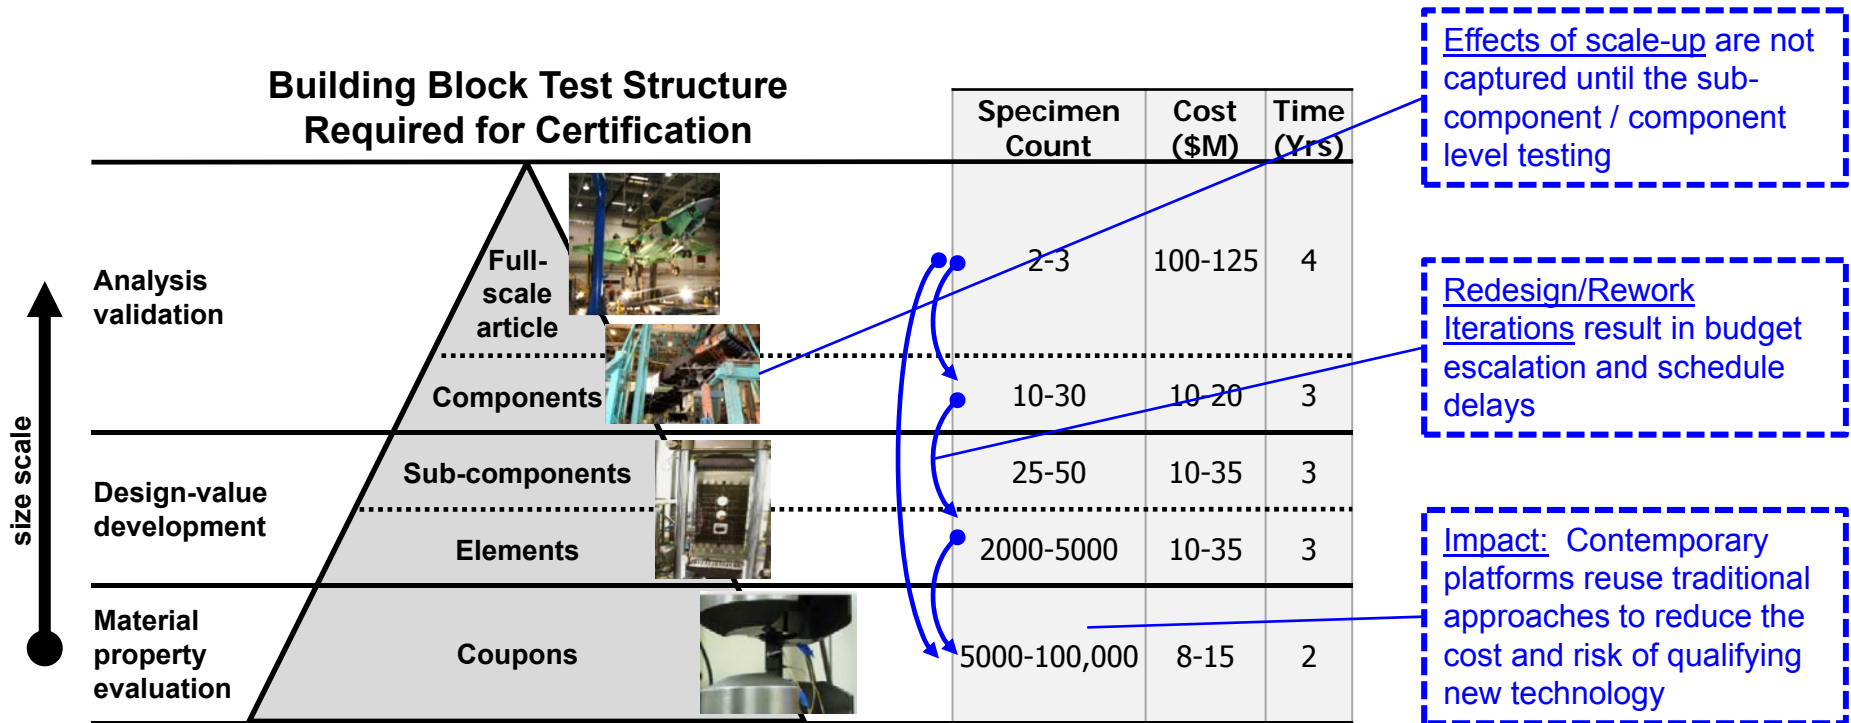 Building Block Test Structure
Required for Certification
Specimen
Count
Cost
($M)
Time
(Yrs)
size scale
Analysis
validation
Full-
scale
article
2-3
100-125
4
Components
10-30
10-20
3
Design-value
development
Sub-components
25-50
10-35
3
Elements
2000-5000
10-35
3
Material
property
evaluation
Coupons
5000-100,000
8-15
2
Effects of scale-up are not
captured until the sub-
component / component
level testing
Redesign/Rework
Iterations result in budget
escalation and schedule
delays
Impact: Contemporary
platforms reuse traditional
approaches to reduce the
cost and risk of qualifying
new technology